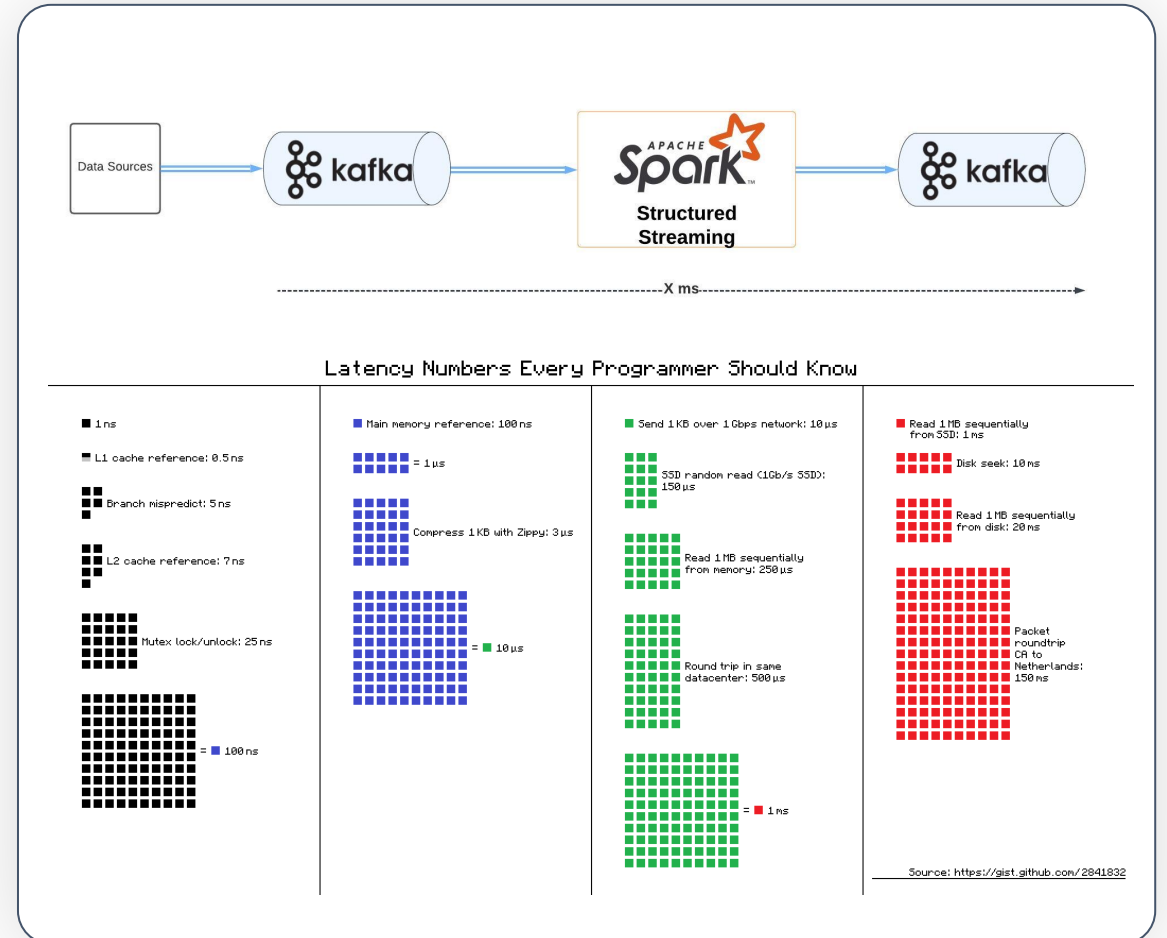 Data Sources
kafka
APACHE
Spark™
Structured
Streaming
kafka
X ms
Latency Numbers Every Programmer Should Know
1 ns
L1 cache reference: 0.5 ns
Branch mispredict: 5 ns
L2 cache reference: 7 ns
Mutex lock/unlock: 25 ns
= 100 ns
Main memory reference: 100 ns
= 1 µs
Compress 1 KB with Zippy: 3 µs
= 10 µs
Send 1 KB over 1 Gbps network: 10 µs
SSD random read (1Gb/s SSD):
150 µs
Read 1 MB sequentially
from memory: 250 µs
Round trip in same
datacenter: 500 µs
= 1 ms
Read 1 MB sequentially
from SSD: 1 ms
Disk seek: 10 ms
Read 1 MB sequentially
from disk: 20 ms
Packet
roundtrip
CA to
Netherlands:
150 ms
Source: https://gist.github.com/2841832